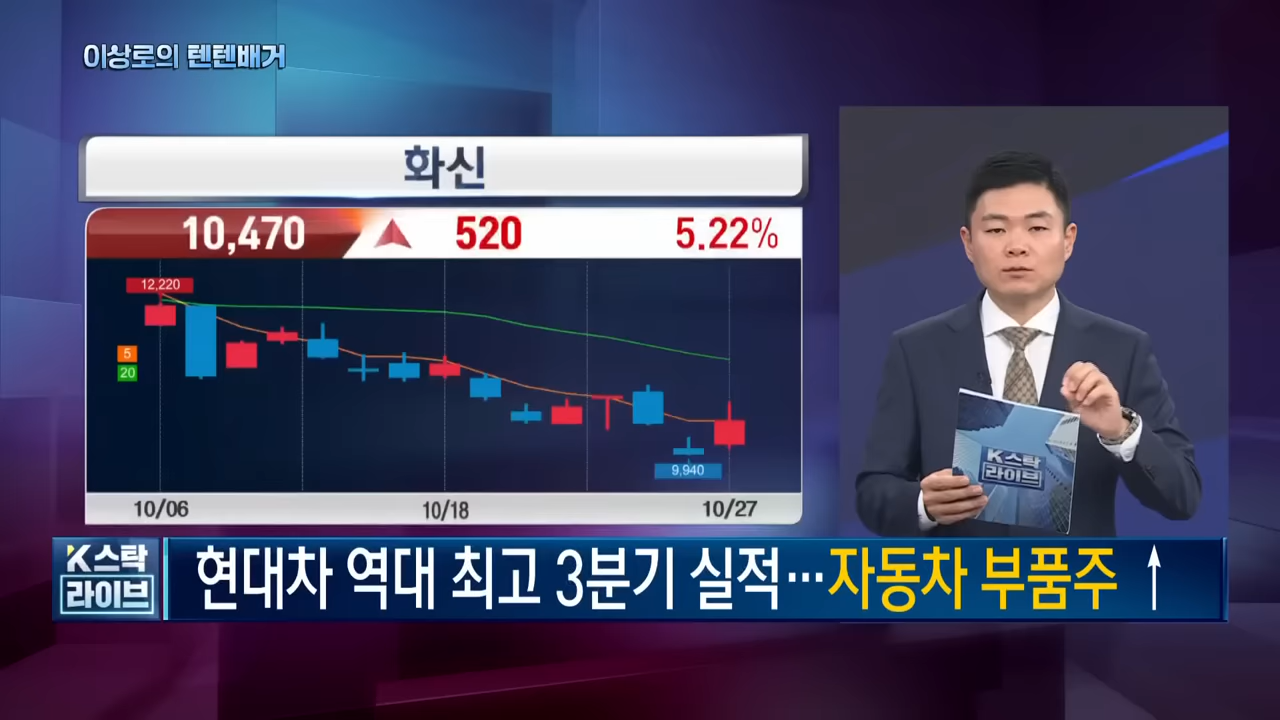 이상로의 텐텐배거
화신
10,470 520 5.22%
12,220
5
20
9,940
10/06 10/18 10/27
K스탁
라이브
K스탁
라이브
현대차 역대 최고 3분기 실적…자동차 부품주 ↑